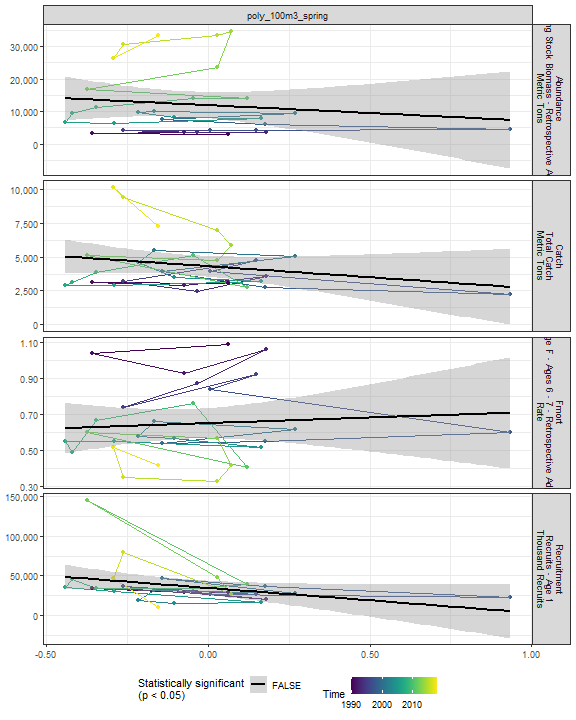 poly_100m3_spring
30,000
20,000
10,000
0
Abundance
ng Stock Biomass - Retrospective A
Metric Tons
10,000
7,500
5,000
2,500
0
Catch
Total Catch
Metric Tons
1.10
0.90
0.70
0.50
0.30
Fmort
e F - Ages 6 - 7 - Retrospective Ad
Rate
150,000
100,000
50,000
0
Recruitment
Recruits - Age 1
Thousand Recruits
-0.50
0.00
0.50
1.00
Statistically significant
(p < 0.05)
FALSE
Time
1990 2000 2010